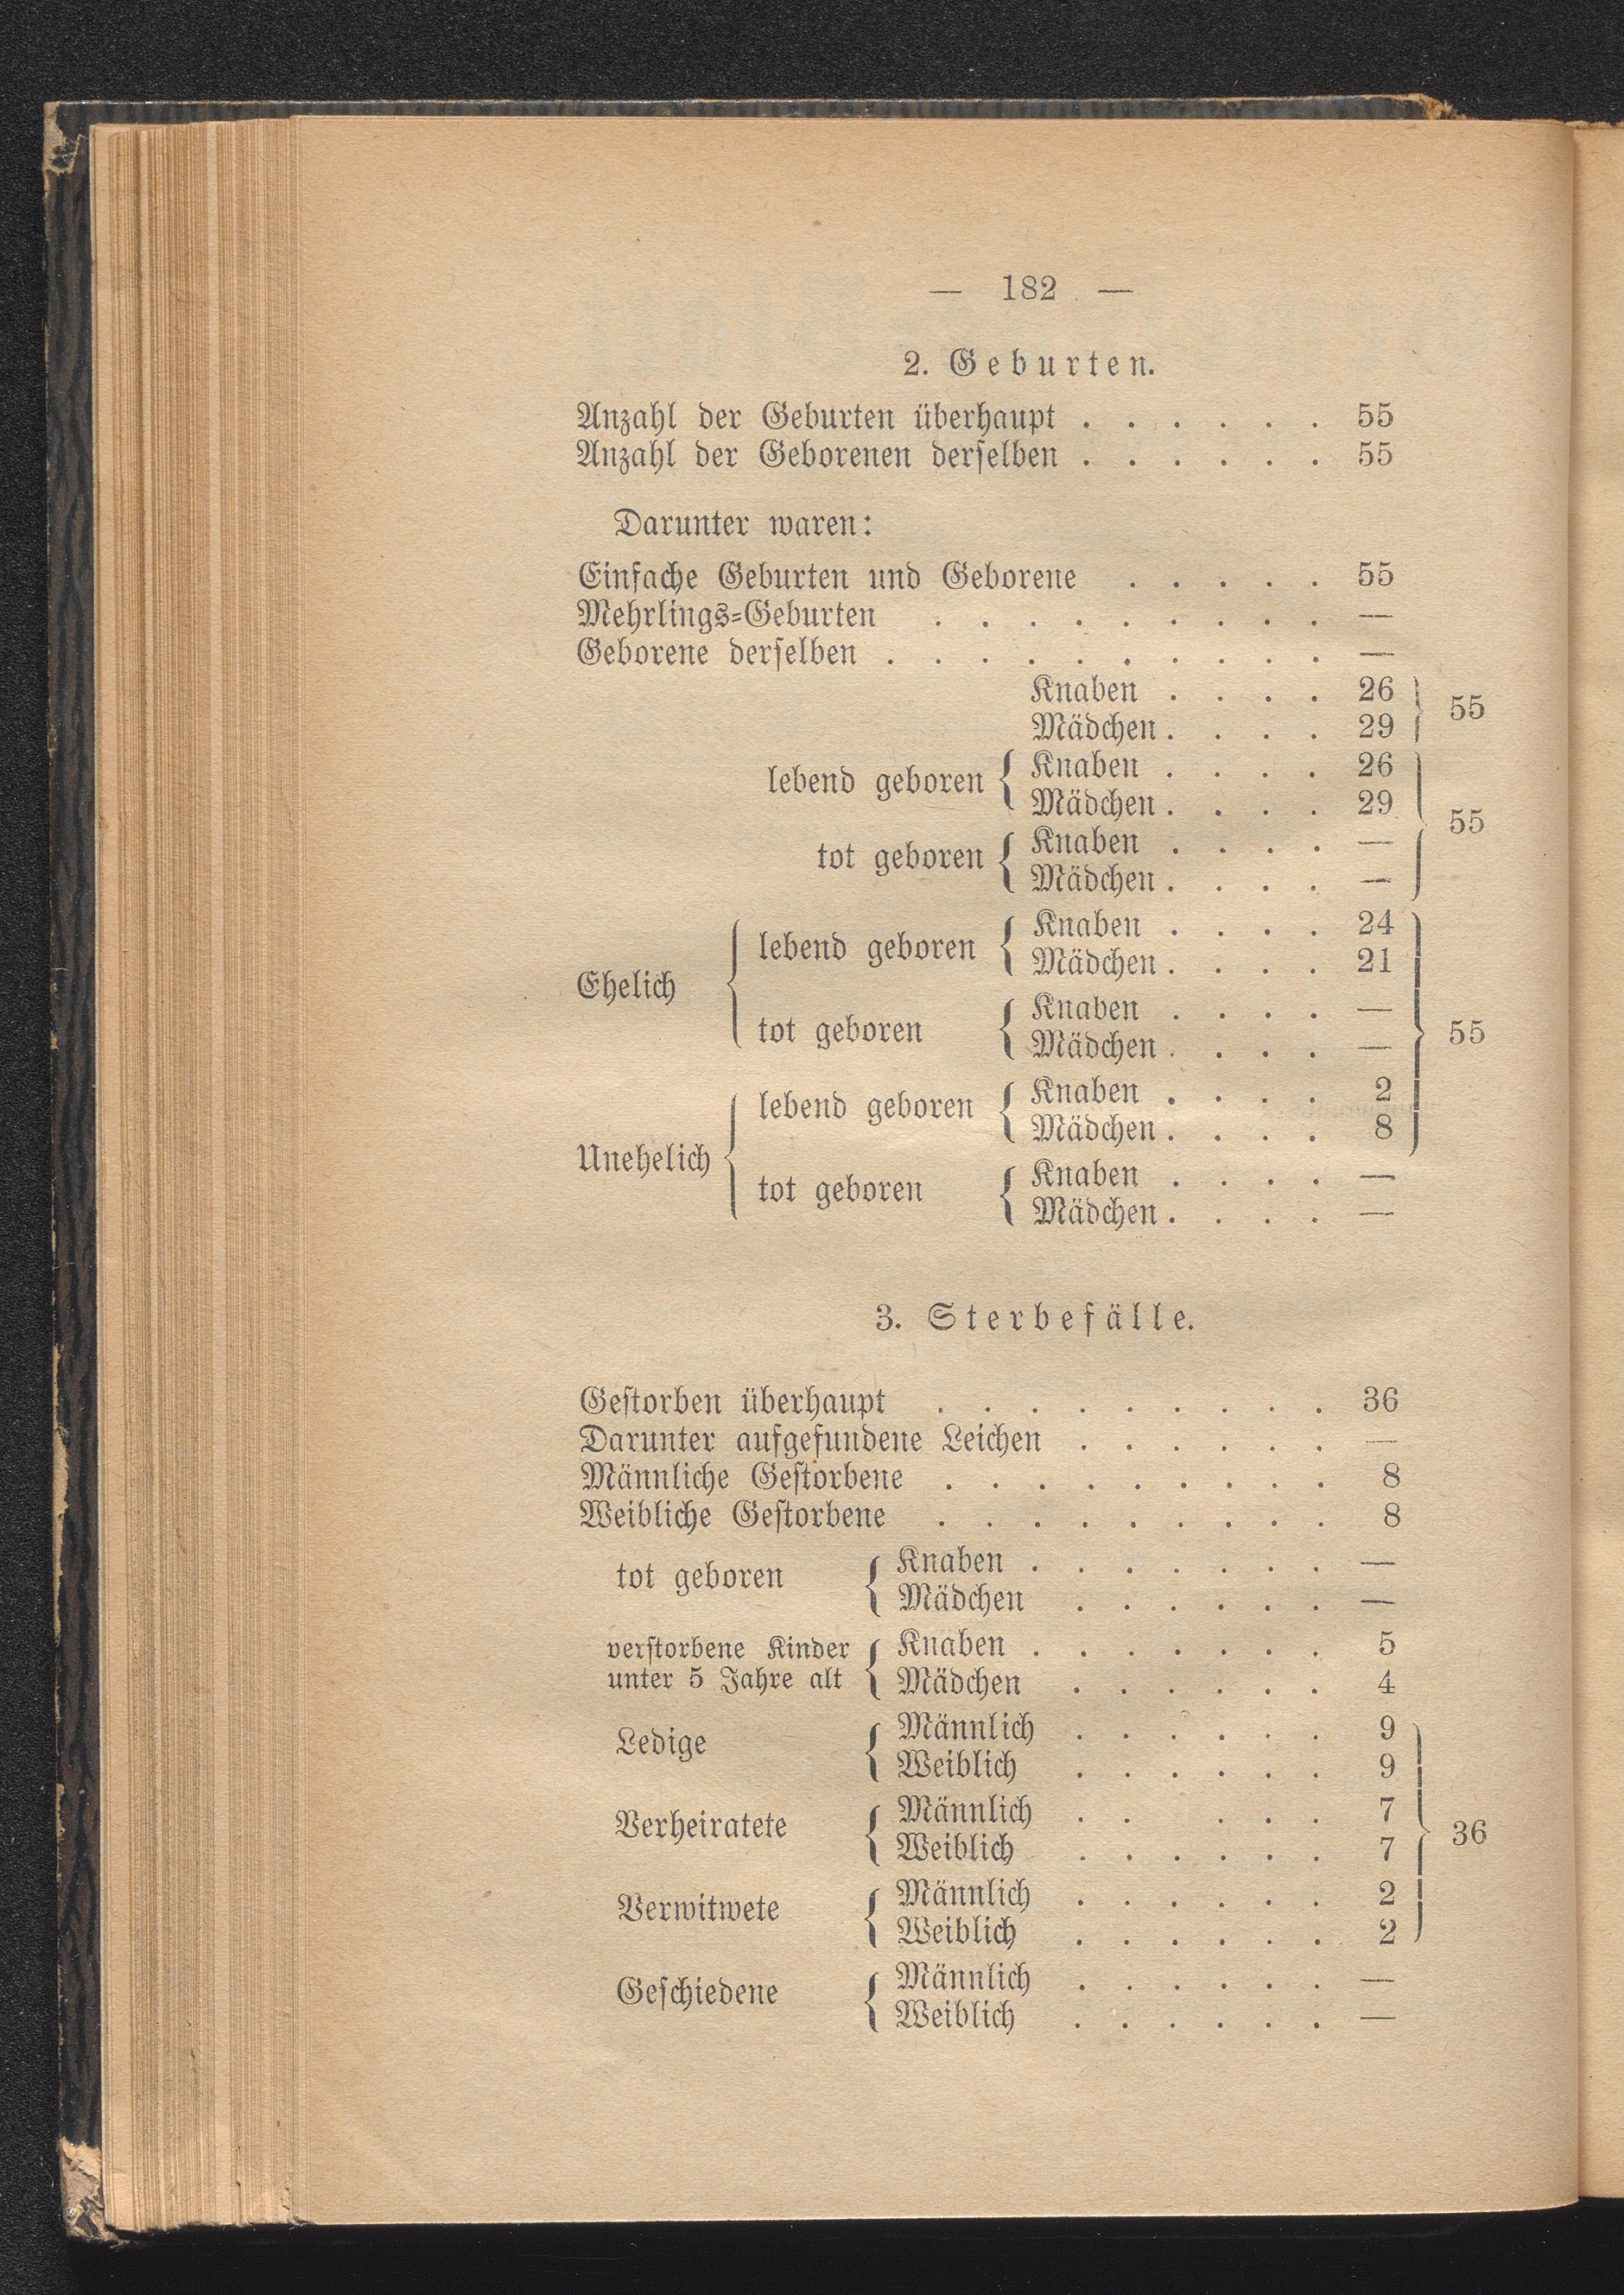 — 182 —
2. Geburten.
Anzahl der Geburten überhaupt . . . . . . 55
Anzahl der Geborenen derselben . . . . . . 55
Darunter waren:
Einfache Geburten und Geborene . . . . . 55
Mehrlings=Geburten . . . . . . . . . —
Geborene derselben . . . . . . . . . . —
Knaben . . . . 26
Mädchen . . . . 29
55
lebend geboren { Knaben . . . . 26
Mädchen . . . . 29
tot geboren { Knaben . . . . —
Mädchen . . . . —
55
Ehelich
lebend geboren { Knaben . . . . 24
Mädchen . . . . 21
tot geboren { Knaben . . . . —
Mädchen . . . . —
55
Unehelich
lebend geboren { Knaben . . . . 2
Mädchen . . . . 8
tot geboren { Knaben . . . . —
Mädchen . . . . —
3. Sterbefälle.
Gestorben überhaupt . . . . . . . . . 36
Darunter aufgefundene Leichen . . . . . . —
Männliche Gestorbene . . . . . . . . . 8
Weibliche Gestorbene . . . . . . . . . 8
tot geboren { Knaben . . . . . . . —
Mädchen . . . . . . —
verstorbene Kinder
unter 5 Jahre alt
{ Knaben . . . . . . . 5
Mädchen . . . . . . 4
Ledige { Männlich . . . . . . 9
Weiblich . . . . . . 9
Verheiratete { Männlich . . . . . 7
Weiblich . . . . . . 7
36
Verwitwete { Männlich . . . . . . 2
Weiblich . . . . . . 2
Geschiedene { Männlich . . . . . . —
Weiblich . . . . . . —